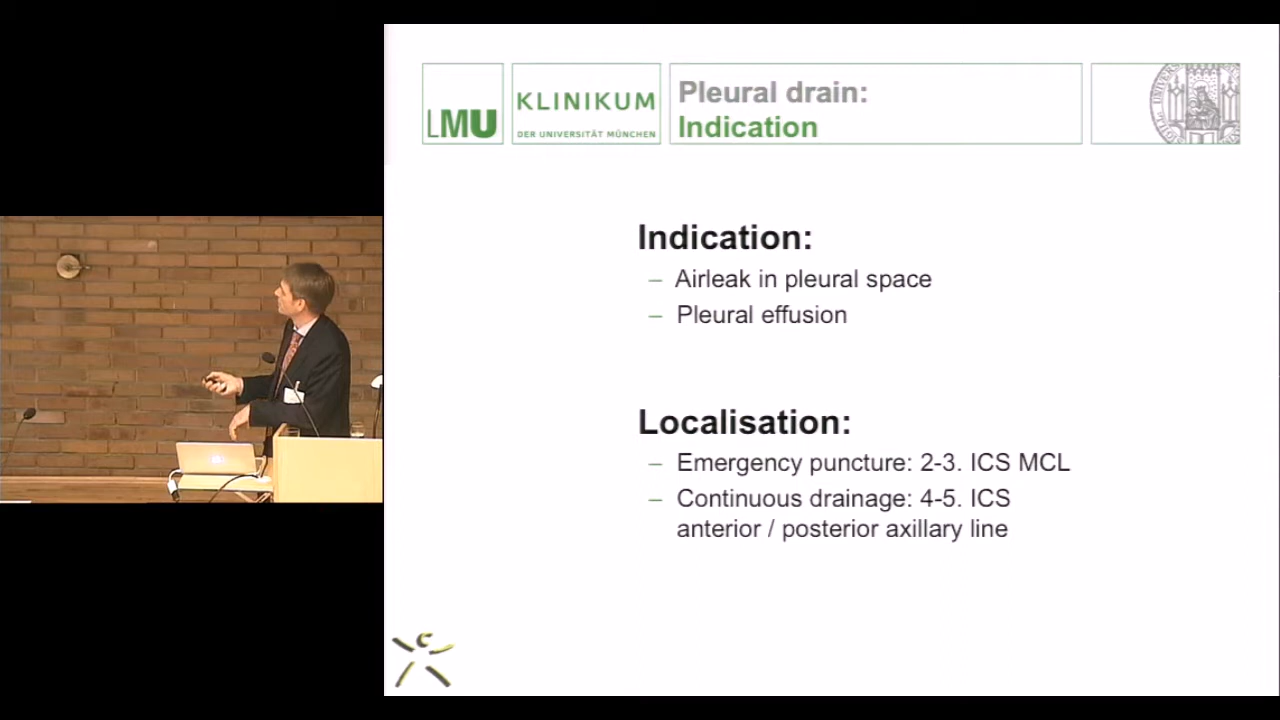 LMU
KLINIKUM
DER UNIVERSITÄT MÜNCHEN
Pleural drain:
Indication
Indication:
– Airleak in pleural space
– Pleural effusion
Localisation:
– Emergency puncture: 2-3. ICS MCL
– Continuous drainage: 4-5. ICS
anterior / posterior axillary line